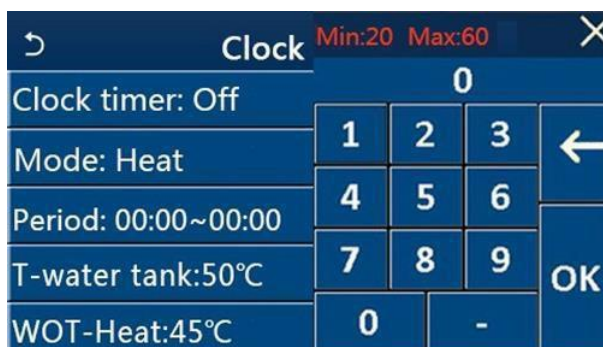 Clock
Clock timer: Off
Mode: Heat
Period: 00:00~00:00
T-water tank:50℃
WOT-Heat:45℃
Min:20 Max:60
0
1 2 3
4 5 6
7 8 9
OK
0 -